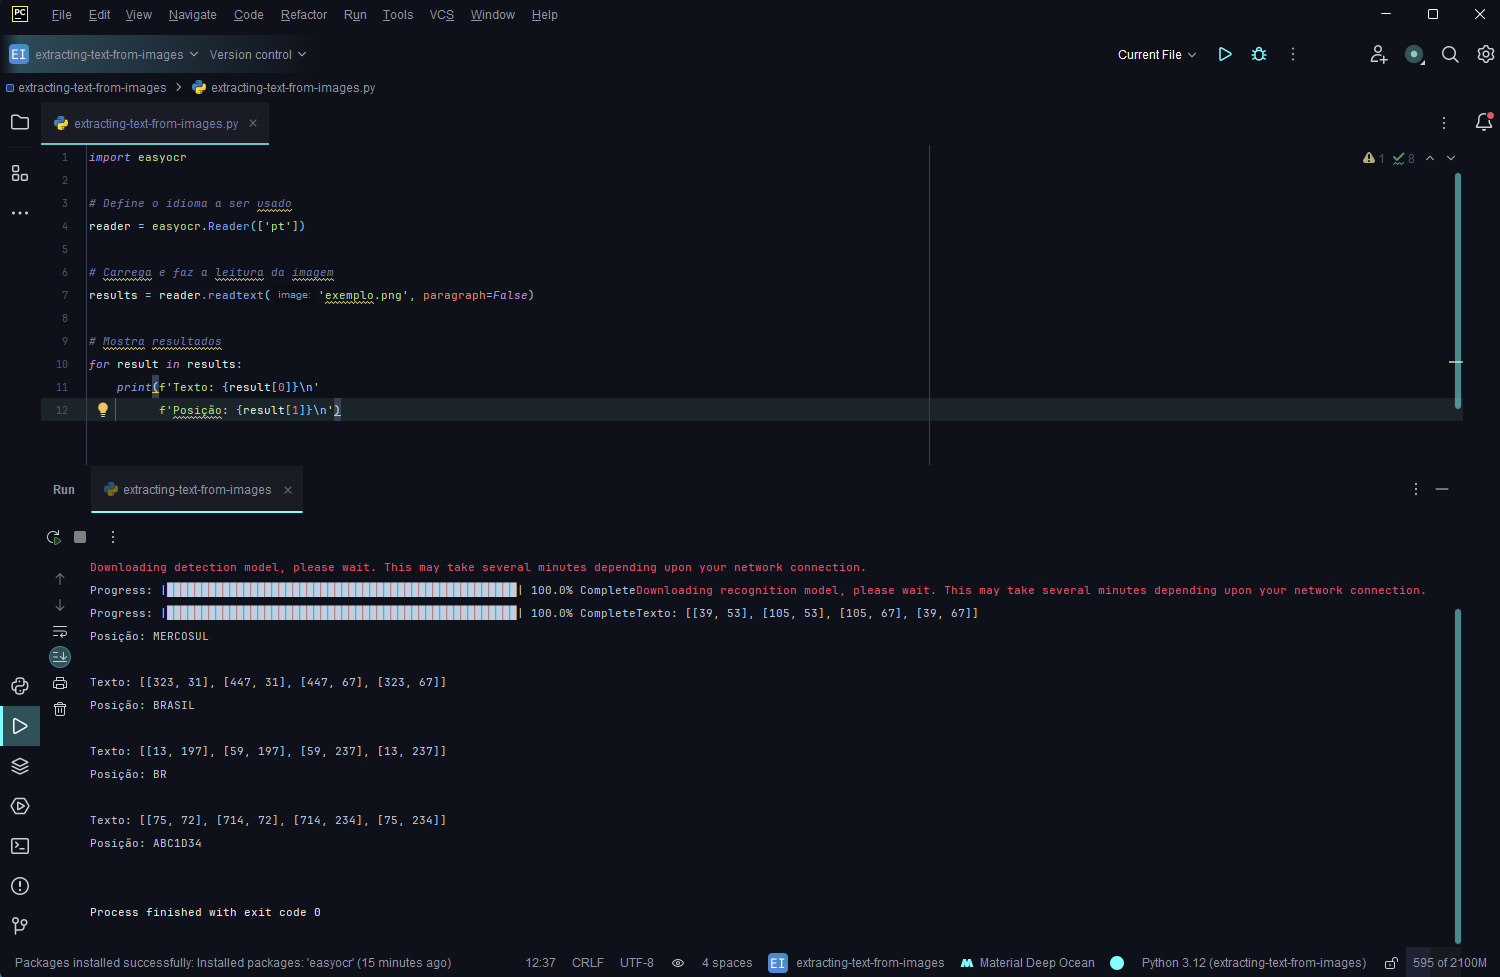 PC File Edit View Navigate Code Refactor Run Tools VCS Window Help
EI extracting-text-from-images Version control Current File
extracting-text-from-images > extracting-text-from-images.py
extracting-text-from-images.py
1 import easyocr 1 8
2
3 # Define o idioma a ser usado
4 reader = easyocr.Reader(['pt'])
5
6 # Carrega e faz a leitura da imagem
7 results = reader.readtext( image: 'exemplo.png', paragraph=False)
8
9 # Mostra resultados
10 for result in results:
11 print(f'Texto: {result[0]}\n'
12 f'Posição: {result[1]}\n')
Run extracting-text-from-images
Downloading detection model, please wait. This may take several minutes depending upon your network connection.
Progress: |██████████████████████████████████████████████████| 100.0% CompleteDownloading recognition model, please wait. This may take several minutes depending upon your network connection.
Progress: |██████████████████████████████████████████████████| 100.0% CompleteTexto: [[39, 53], [105, 53], [105, 67], [39, 67]]
Posição: MERCOSUL
Texto: [[323, 31], [447, 31], [447, 67], [323, 67]]
Posição: BRASIL
Texto: [[13, 197], [59, 197], [59, 237], [13, 237]]
Posição: BR
Texto: [[75, 72], [714, 72], [714, 234], [75, 234]]
Posição: ABC1D34
Process finished with exit code 0
Packages installed successfully: Installed packages: 'easyocr' (15 minutes ago) 12:37 CRLF UTF-8 4 spaces EI extracting-text-from-images Material Deep Ocean Python 3.12 (extracting-text-from-images) 595 of 2100M